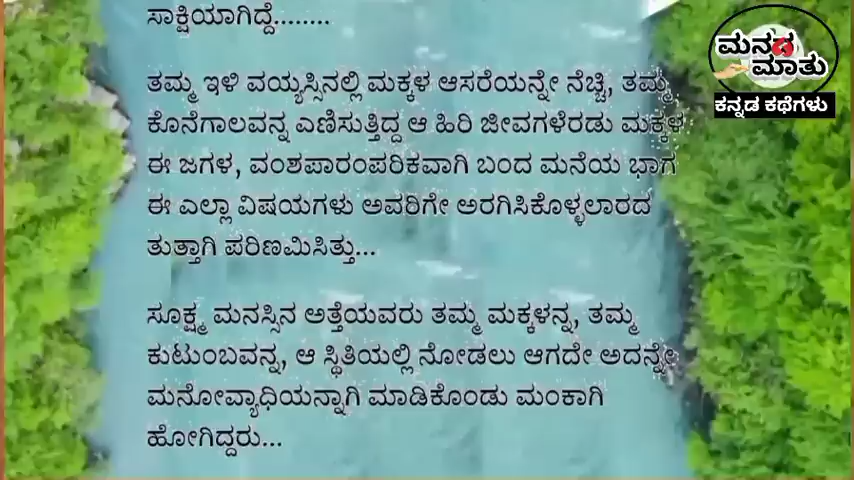 ಸಾಕ್ಷಿಯಾಗಿದ್ದೆ........
ತಮ್ಮ ಇಳಿ ವಯ್ಯಸ್ಸಿನಲ್ಲಿ ಮಕ್ಕಳ ಆಸರೆಯನ್ನೇ ನೆಚ್ಚಿ, ತಮ್ಮ
ಕೊನೆಗಾಲವನ್ನ ಎಣಿಸುತ್ತಿದ್ದ ಆ ಹಿರಿ ಜೀವಗಳೆರಡು ಮಕ್ಕಳ
ಈ ಜಗಳ, ವಂಶಪಾರಂಪರಿಕವಾಗಿ ಬಂದ ಮನೆಯ ಭಾಗ
ಈ ಎಲ್ಲಾ ವಿಷಯಗಳು ಅವರಿಗೇ ಅರಗಿಸಿಕೊಳ್ಳಲಾರದ
ತುತ್ತಾಗಿ ಪರಿಣಮಿಸಿತ್ತು...
ಸೂಕ್ಷ್ಮ ಮನಸ್ಸಿನ ಅತ್ತೆಯವರು ತಮ್ಮ ಮಕ್ಕಳನ್ನ, ತಮ್ಮ
ಕುಟುಂಬವನ್ನ, ಆ ಸ್ಥಿತಿಯಲ್ಲಿ ನೋಡಲು ಆಗದೇ ಅದನ್ನೇ
ಮನೋವ್ಯಾಧಿಯನ್ನಾಗಿ ಮಾಡಿಕೊಂಡು ಮಂಕಾಗಿ
ಹೋಗಿದ್ದರು...
ಮನದ
ಮಾತು
ಕನ್ನಡ ಕಥೆಗಳು